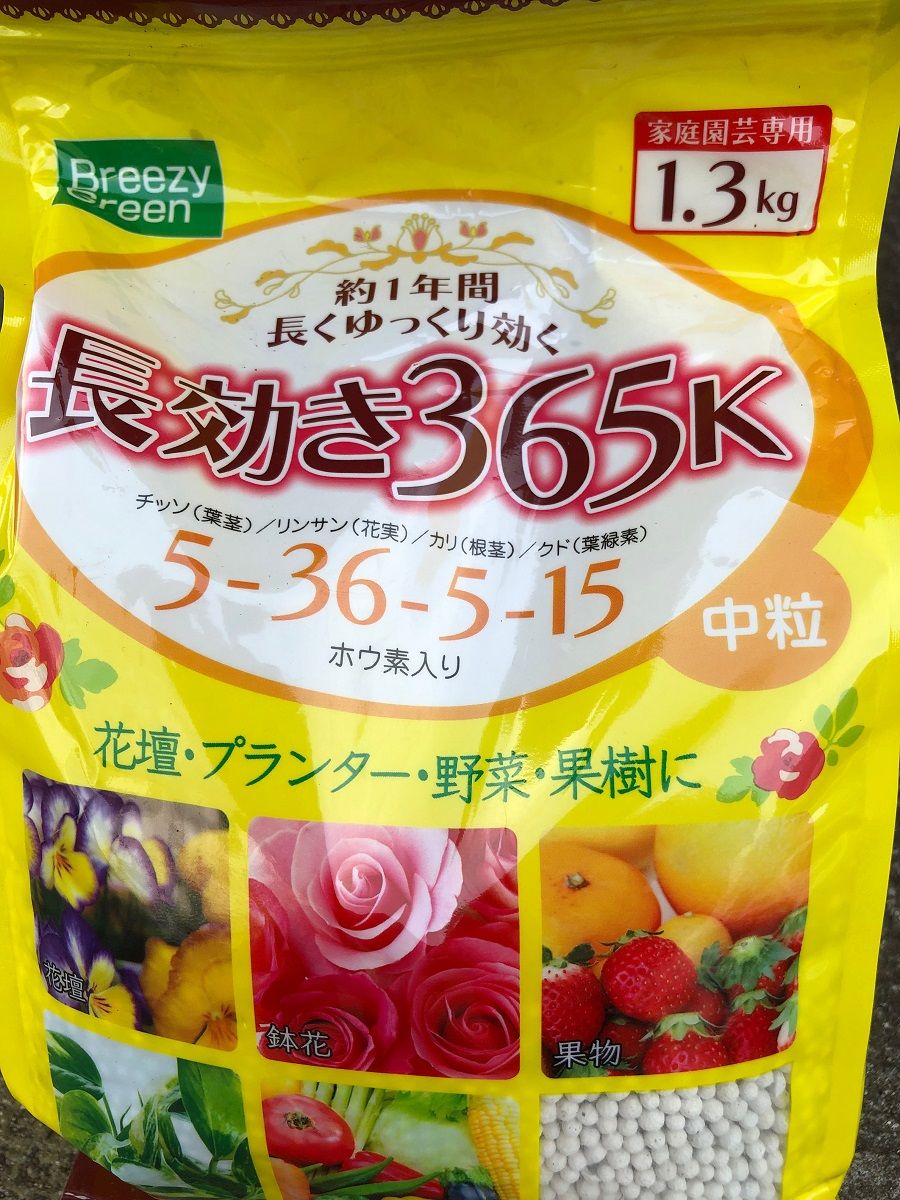 Breezy
Green
家庭園芸専用
1.3kg
約1年間
長くゆっくり効く
長効き365K
チッソ(葉茎)/リンサン(花実)/カリ(根茎)/クド(葉緑素)
5-36-5-15
ホウ素入り
中粒
花壇・プランター・野菜・果樹に
花壇
鉢花
果物